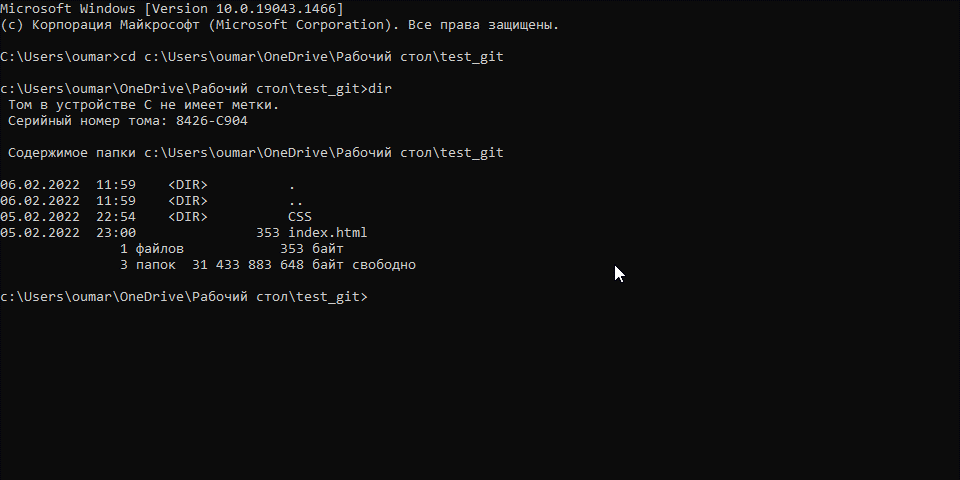 Microsoft Windows [Version 10.0.19043.1466]
(c) Корпорация Майкрософт (Microsoft Corporation). Все права защищены.
C:\Users\oumar>cd c:\Users\oumar\OneDrive\Рабочий стол\test_git
c:\Users\oumar\OneDrive\Рабочий стол\test_git>dir
Том в устройстве C не имеет метки.
Серийный номер тома: 8426-C904
Содержимое папки c:\Users\oumar\OneDrive\Рабочий стол\test_git
06.02.2022  11:59    <DIR>          .
06.02.2022  11:59    <DIR>          ..
05.02.2022  22:54    <DIR>          CSS
05.02.2022  23:00               353 index.html
1 файлов            353 байт
3 папок  31 433 883 648 байт свободно
c:\Users\oumar\OneDrive\Рабочий стол\test_git>